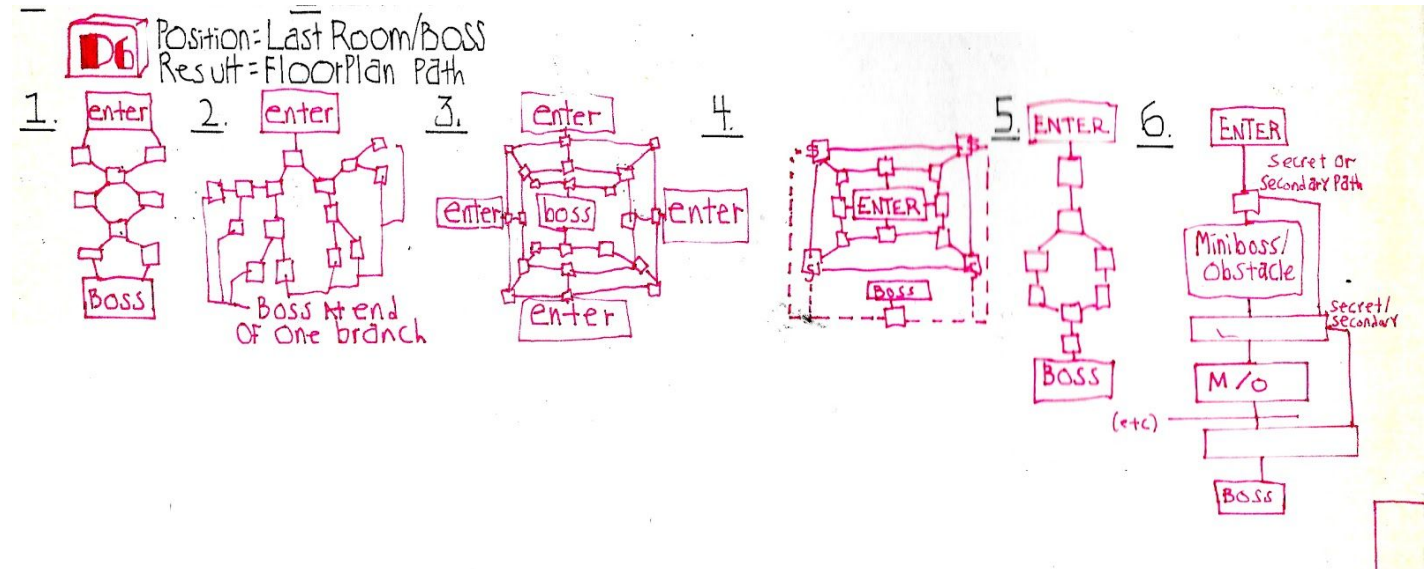 D6
Position=Last Room/Boss
Result=FloorPlan Path
1.
enter
Boss
2.
enter
Boss At end
OF One branch
3.
enter
enter
boss
enter
enter
4.
$
$
ENTER
S
S
Boss
5.
ENTER
BOSS
6.
ENTER
Secret Or
Secondary Path
Miniboss/
Obstacle
Secret/
Secondary
M/O
(etc)
BOSS